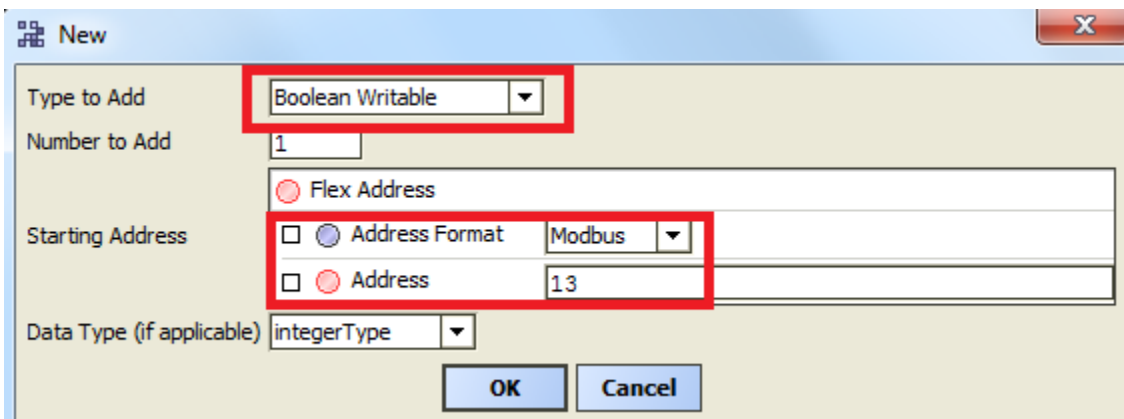 New
Type to Add Boolean Writable
Number to Add 1
Flex Address
Starting Address Address Format Modbus
Address 13
Data Type (if applicable) integerType
OK Cancel